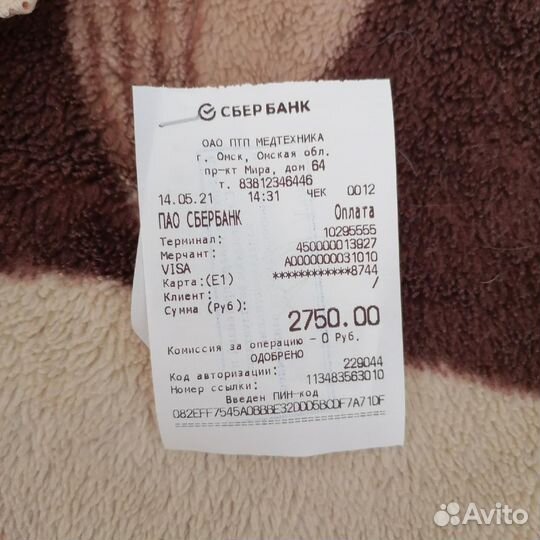 СБЕРБАНК
ОАО ПТП МЕДТЕХНИКА
г. Омск, Омская обл.
пр-кт Мира, дом 64
т. 83812346446
14.05.21 14:31 ЧЕК 0012
ПАО СБЕРБАНК Оплата
Терминал: 10295555
Мерчант: 450000013927
VISA A0000000031010
Карта:(E1) ************8744
Клиент: /
Сумма (Руб):
2750.00
Комиссия за операцию - 0 Руб.
ОДОБРЕНО
Код авторизации: 229044
Номер ссылки: 113483563010
Введен ПИН-код
082EFF7545A0BBBE32DDD5BCDF7A71DF
Avito